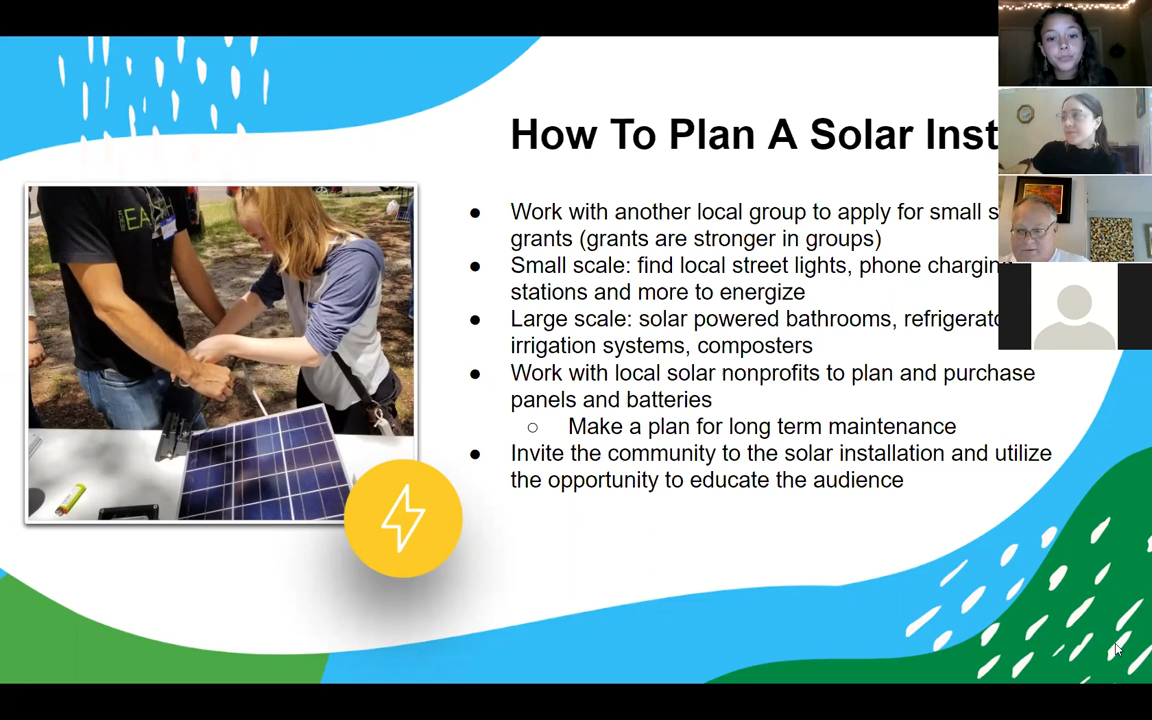 How To Plan A Solar Inst
● Work with another local group to apply for small s
grants (grants are stronger in groups)
● Small scale: find local street lights, phone charging
stations and more to energize
● Large scale: solar powered bathrooms, refrigerato
irrigation systems, composters
● Work with local solar nonprofits to plan and purchase
panels and batteries
○ Make a plan for long term maintenance
● Invite the community to the solar installation and utilize
the opportunity to educate the audience